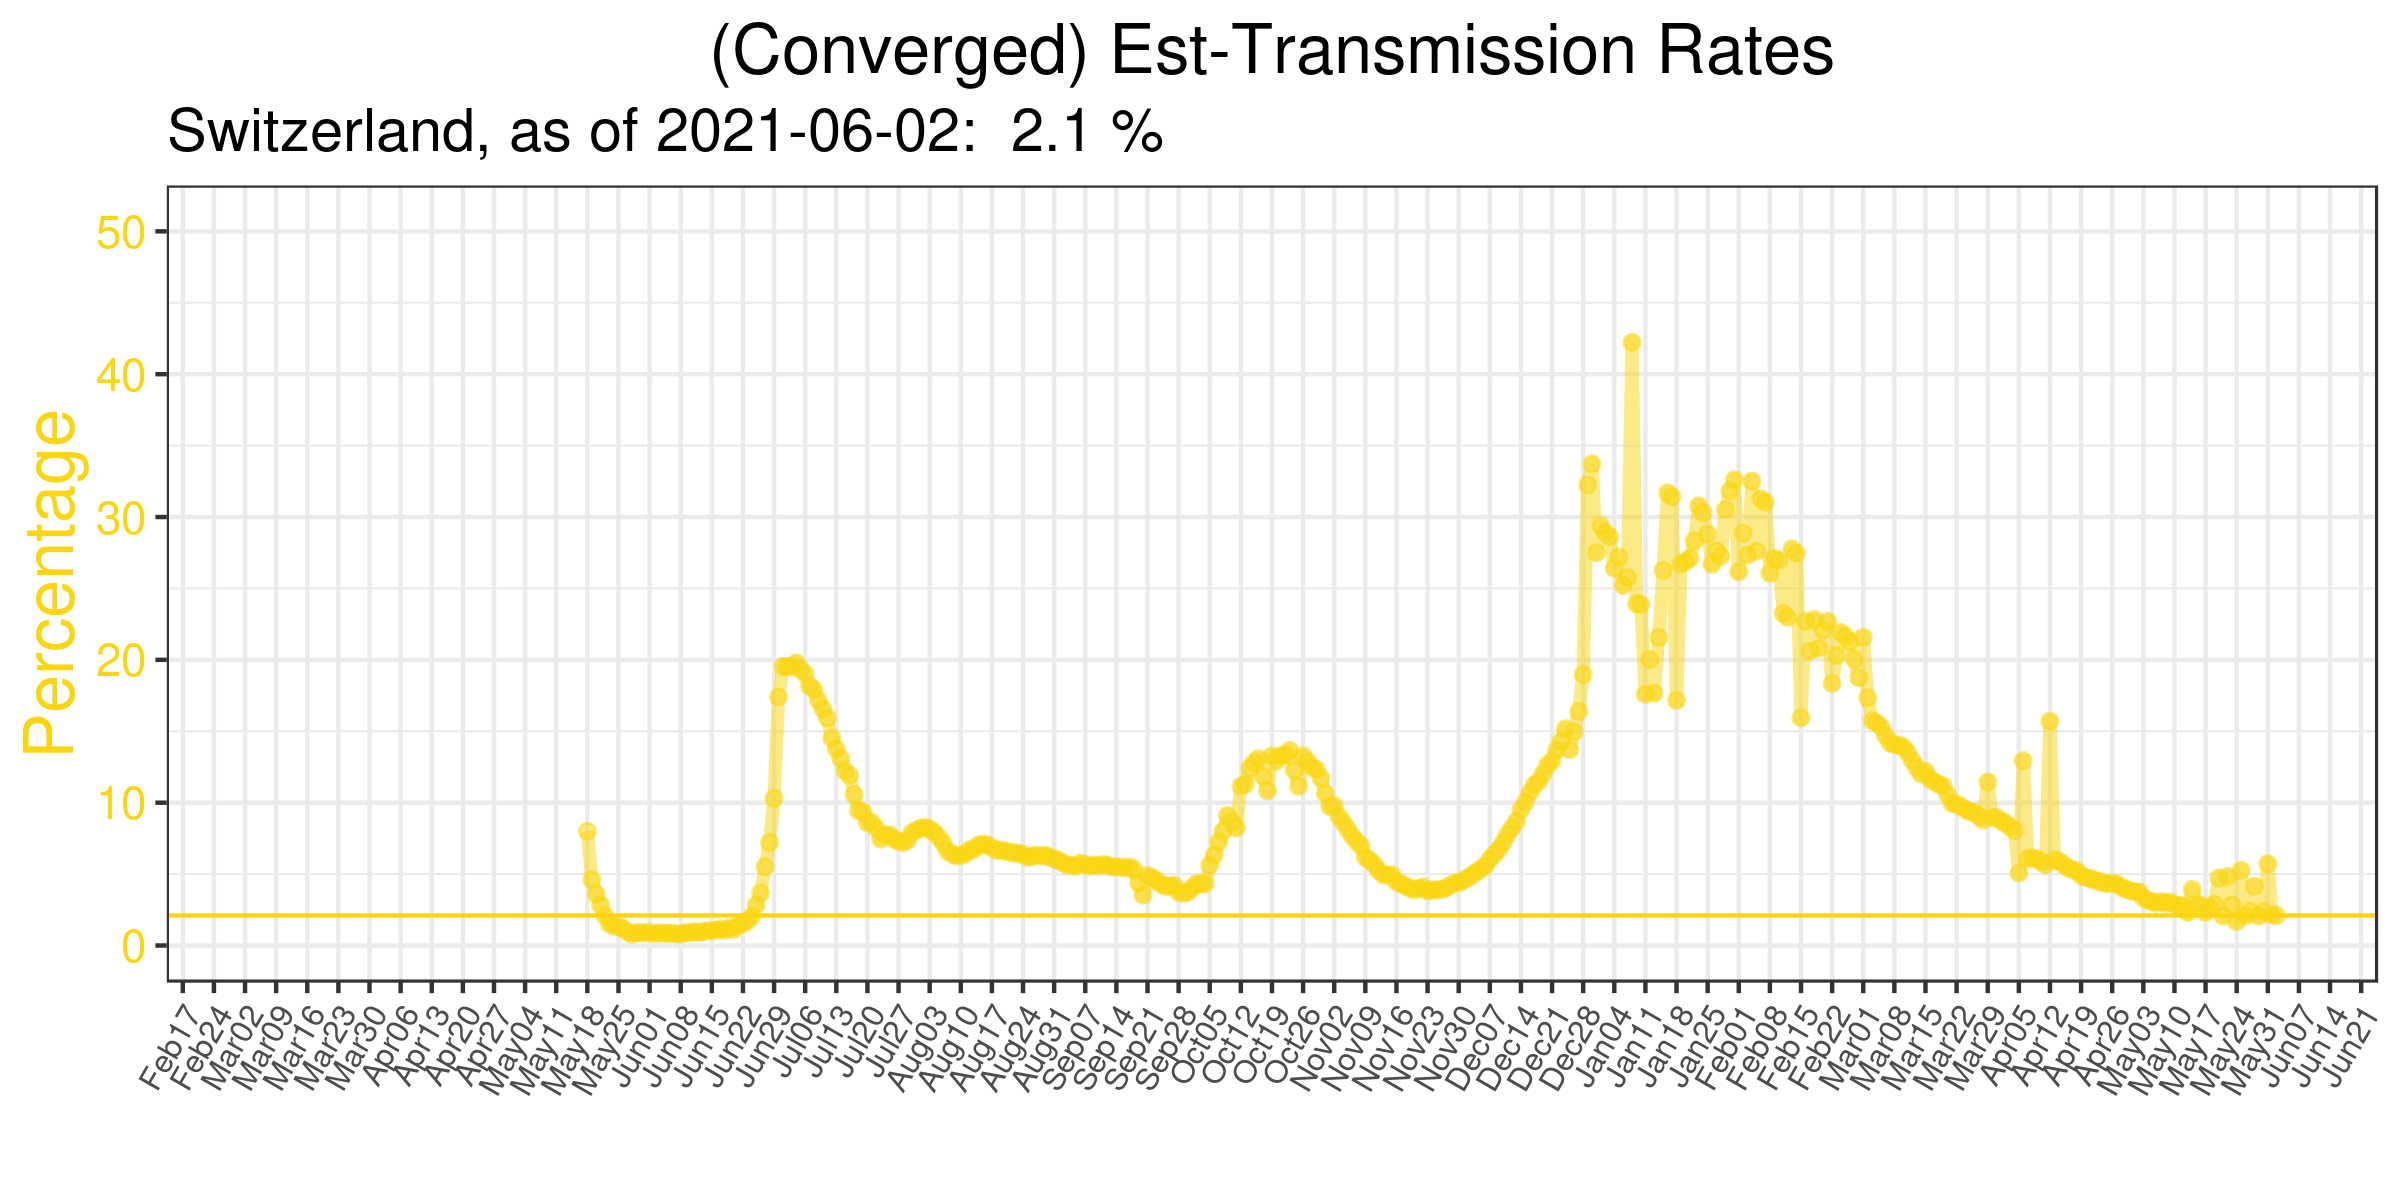 (Converged) Est-Transmission Rates
Switzerland, as of 2021-06-02:  2.1 %
Percentage
50
40
30
20
10
0
Feb17
Feb24
Mar02
Mar09
Mar16
Mar23
Mar30
Apr06
Apr13
Apr20
Apr27
May04
May11
May18
May25
Jun01
Jun08
Jun15
Jun22
Jun29
Jul06
Jul13
Jul20
Jul27
Aug03
Aug10
Aug17
Aug24
Aug31
Sep07
Sep14
Sep21
Sep28
Oct05
Oct12
Oct19
Oct26
Nov02
Nov09
Nov16
Nov23
Nov30
Dec07
Dec14
Dec21
Dec28
Jan04
Jan11
Jan18
Jan25
Feb01
Feb08
Feb15
Feb22
Mar01
Mar08
Mar15
Mar22
Mar29
Apr05
Apr12
Apr19
Apr26
May03
May10
May17
May24
May31
Jun07
Jun14
Jun21